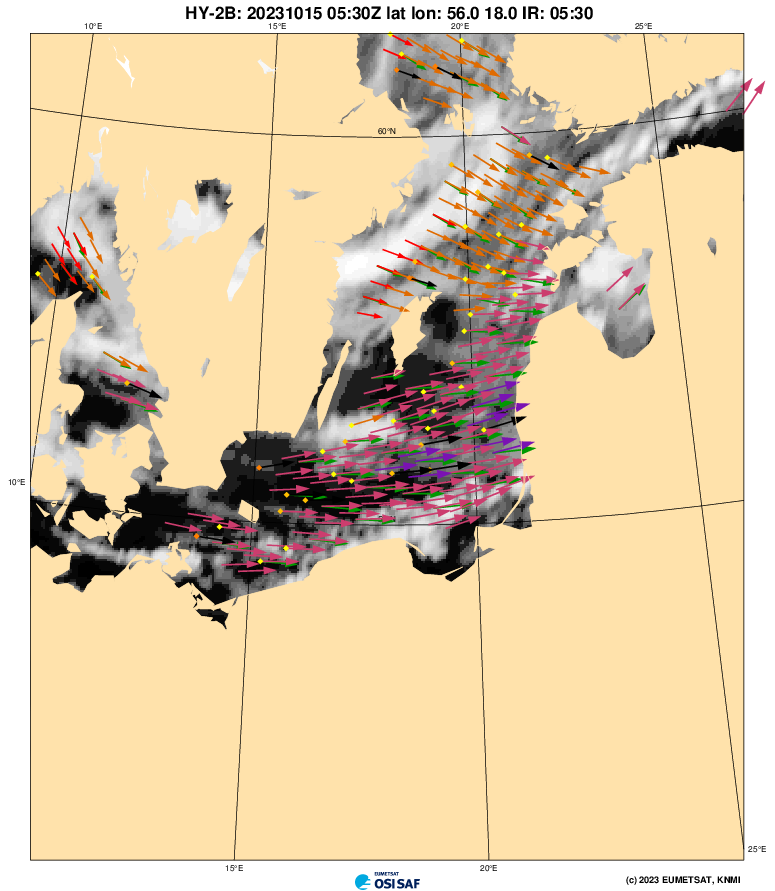 HY-2B: 20231015 05:30Z lat lon: 56.0 18.0 IR: 05:30
10°E 15°E 20°E 25°E
60°N
10°E
25°E
15°E 20°E
EUMETSAT
OSI SAF
(c) 2023 EUMETSAT, KNMI